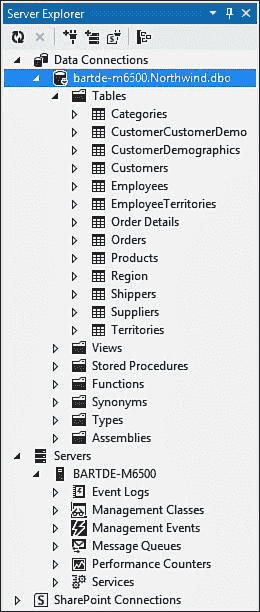 Server Explorer
Data Connections
bartde-m6500.Northwind.dbo
Tables
Categories
CustomerCustomerDemo
CustomerDemographics
Customers
Employees
EmployeeTerritories
Order Details
Orders
Products
Region
Shippers
Suppliers
Territories
Views
Stored Procedures
Functions
Synonyms
Types
Assemblies
Servers
BARTDE-M6500
Event Logs
Management Classes
Management Events
Message Queues
Performance Counters
Services
SharePoint Connections